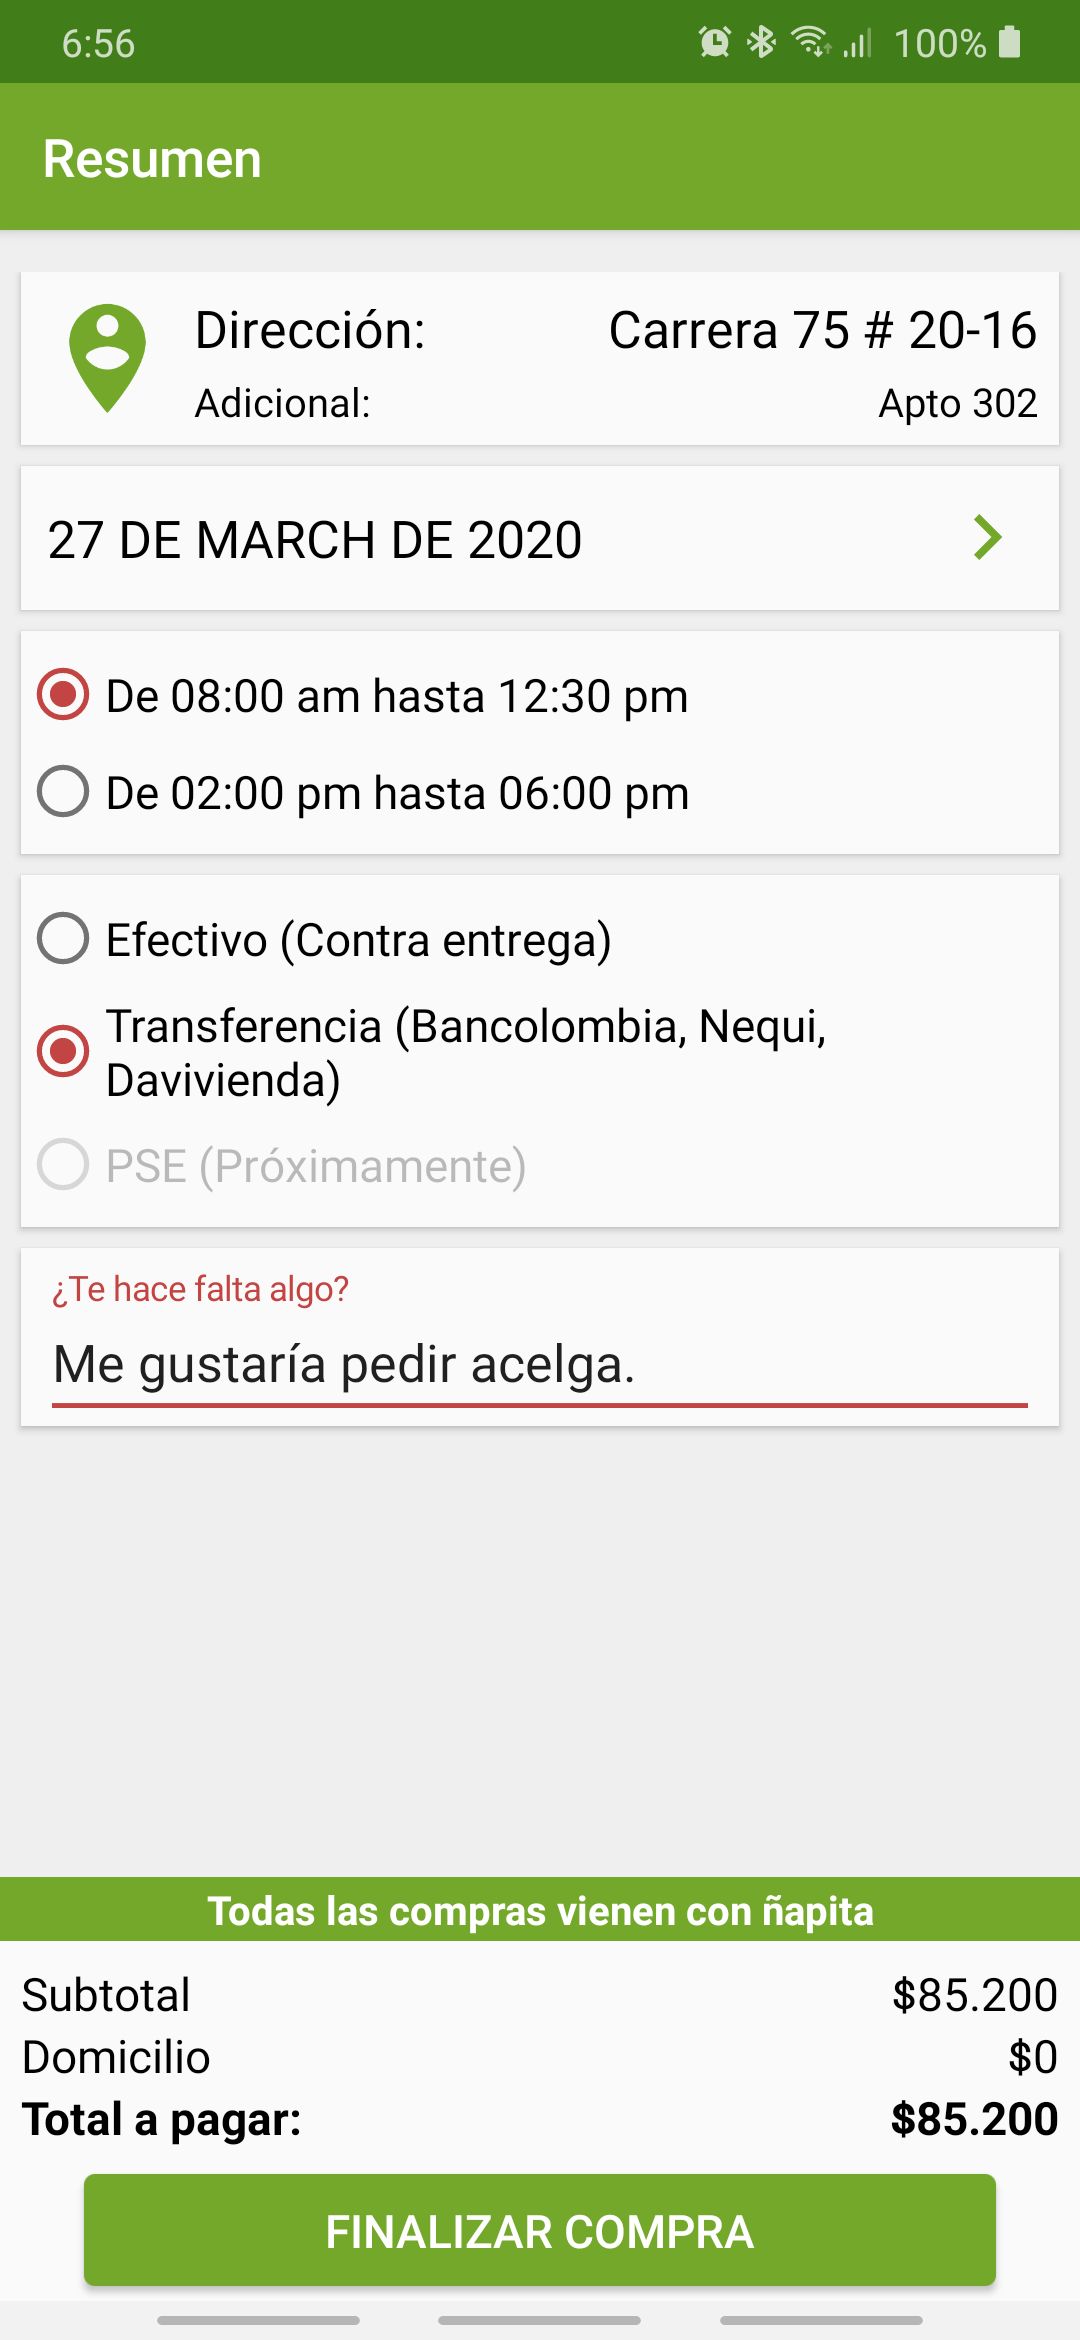 6:56 100%
Resumen
Dirección: Carrera 75 # 20-16
Adicional: Apto 302
27 DE MARCH DE 2020
De 08:00 am hasta 12:30 pm
De 02:00 pm hasta 06:00 pm
Efectivo (Contra entrega)
Transferencia (Bancolombia, Nequi,
Davivienda)
PSE (Próximamente)
¿Te hace falta algo?
Me gustaría pedir acelga.
Todas las compras vienen con ñapita
Subtotal $85.200
Domicilio $0
Total a pagar: $85.200
FINALIZAR COMPRA